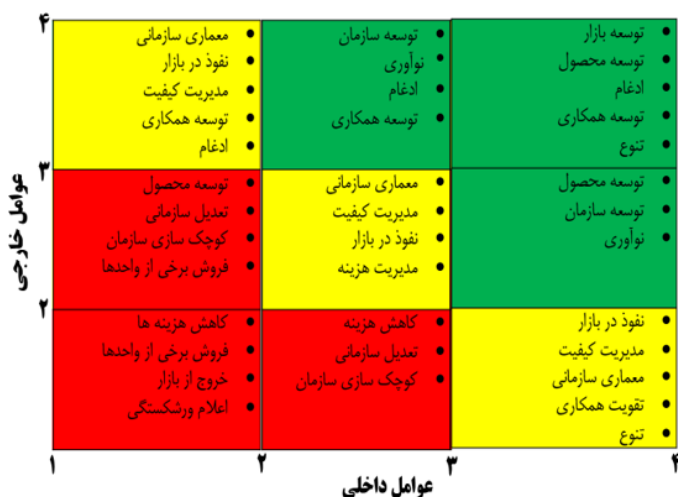 ۴
توسعه بازار
توسعه محصول
ادغام
توسعه همکاری
تنوع
توسعه سازمان
نوآوری
ادغام
توسعه همکاری
معماری سازمانی
نفوذ در بازار
مدیریت کیفیت
توسعه همکاری
ادغام
۳
توسعه محصول
توسعه سازمان
نوآوری
معماری سازمانی
مدیریت کیفیت
نفوذ در بازار
مدیریت هزینه
توسعه محصول
تعدیل سازمانی
کوچک سازی سازمان
فروش برخی از واحدها
۲
نفوذ در بازار
مدیریت کیفیت
معماری سازمانی
تقویت همکاری
تنوع
کاهش هزینه
تعدیل سازمانی
کوچک سازی سازمان
کاهش هزینه ها
فروش برخی از واحدها
خروج از بازار
اعلام ورشکستگی
عوامل خارجی
۱
۲
۳
۴
عوامل داخلی